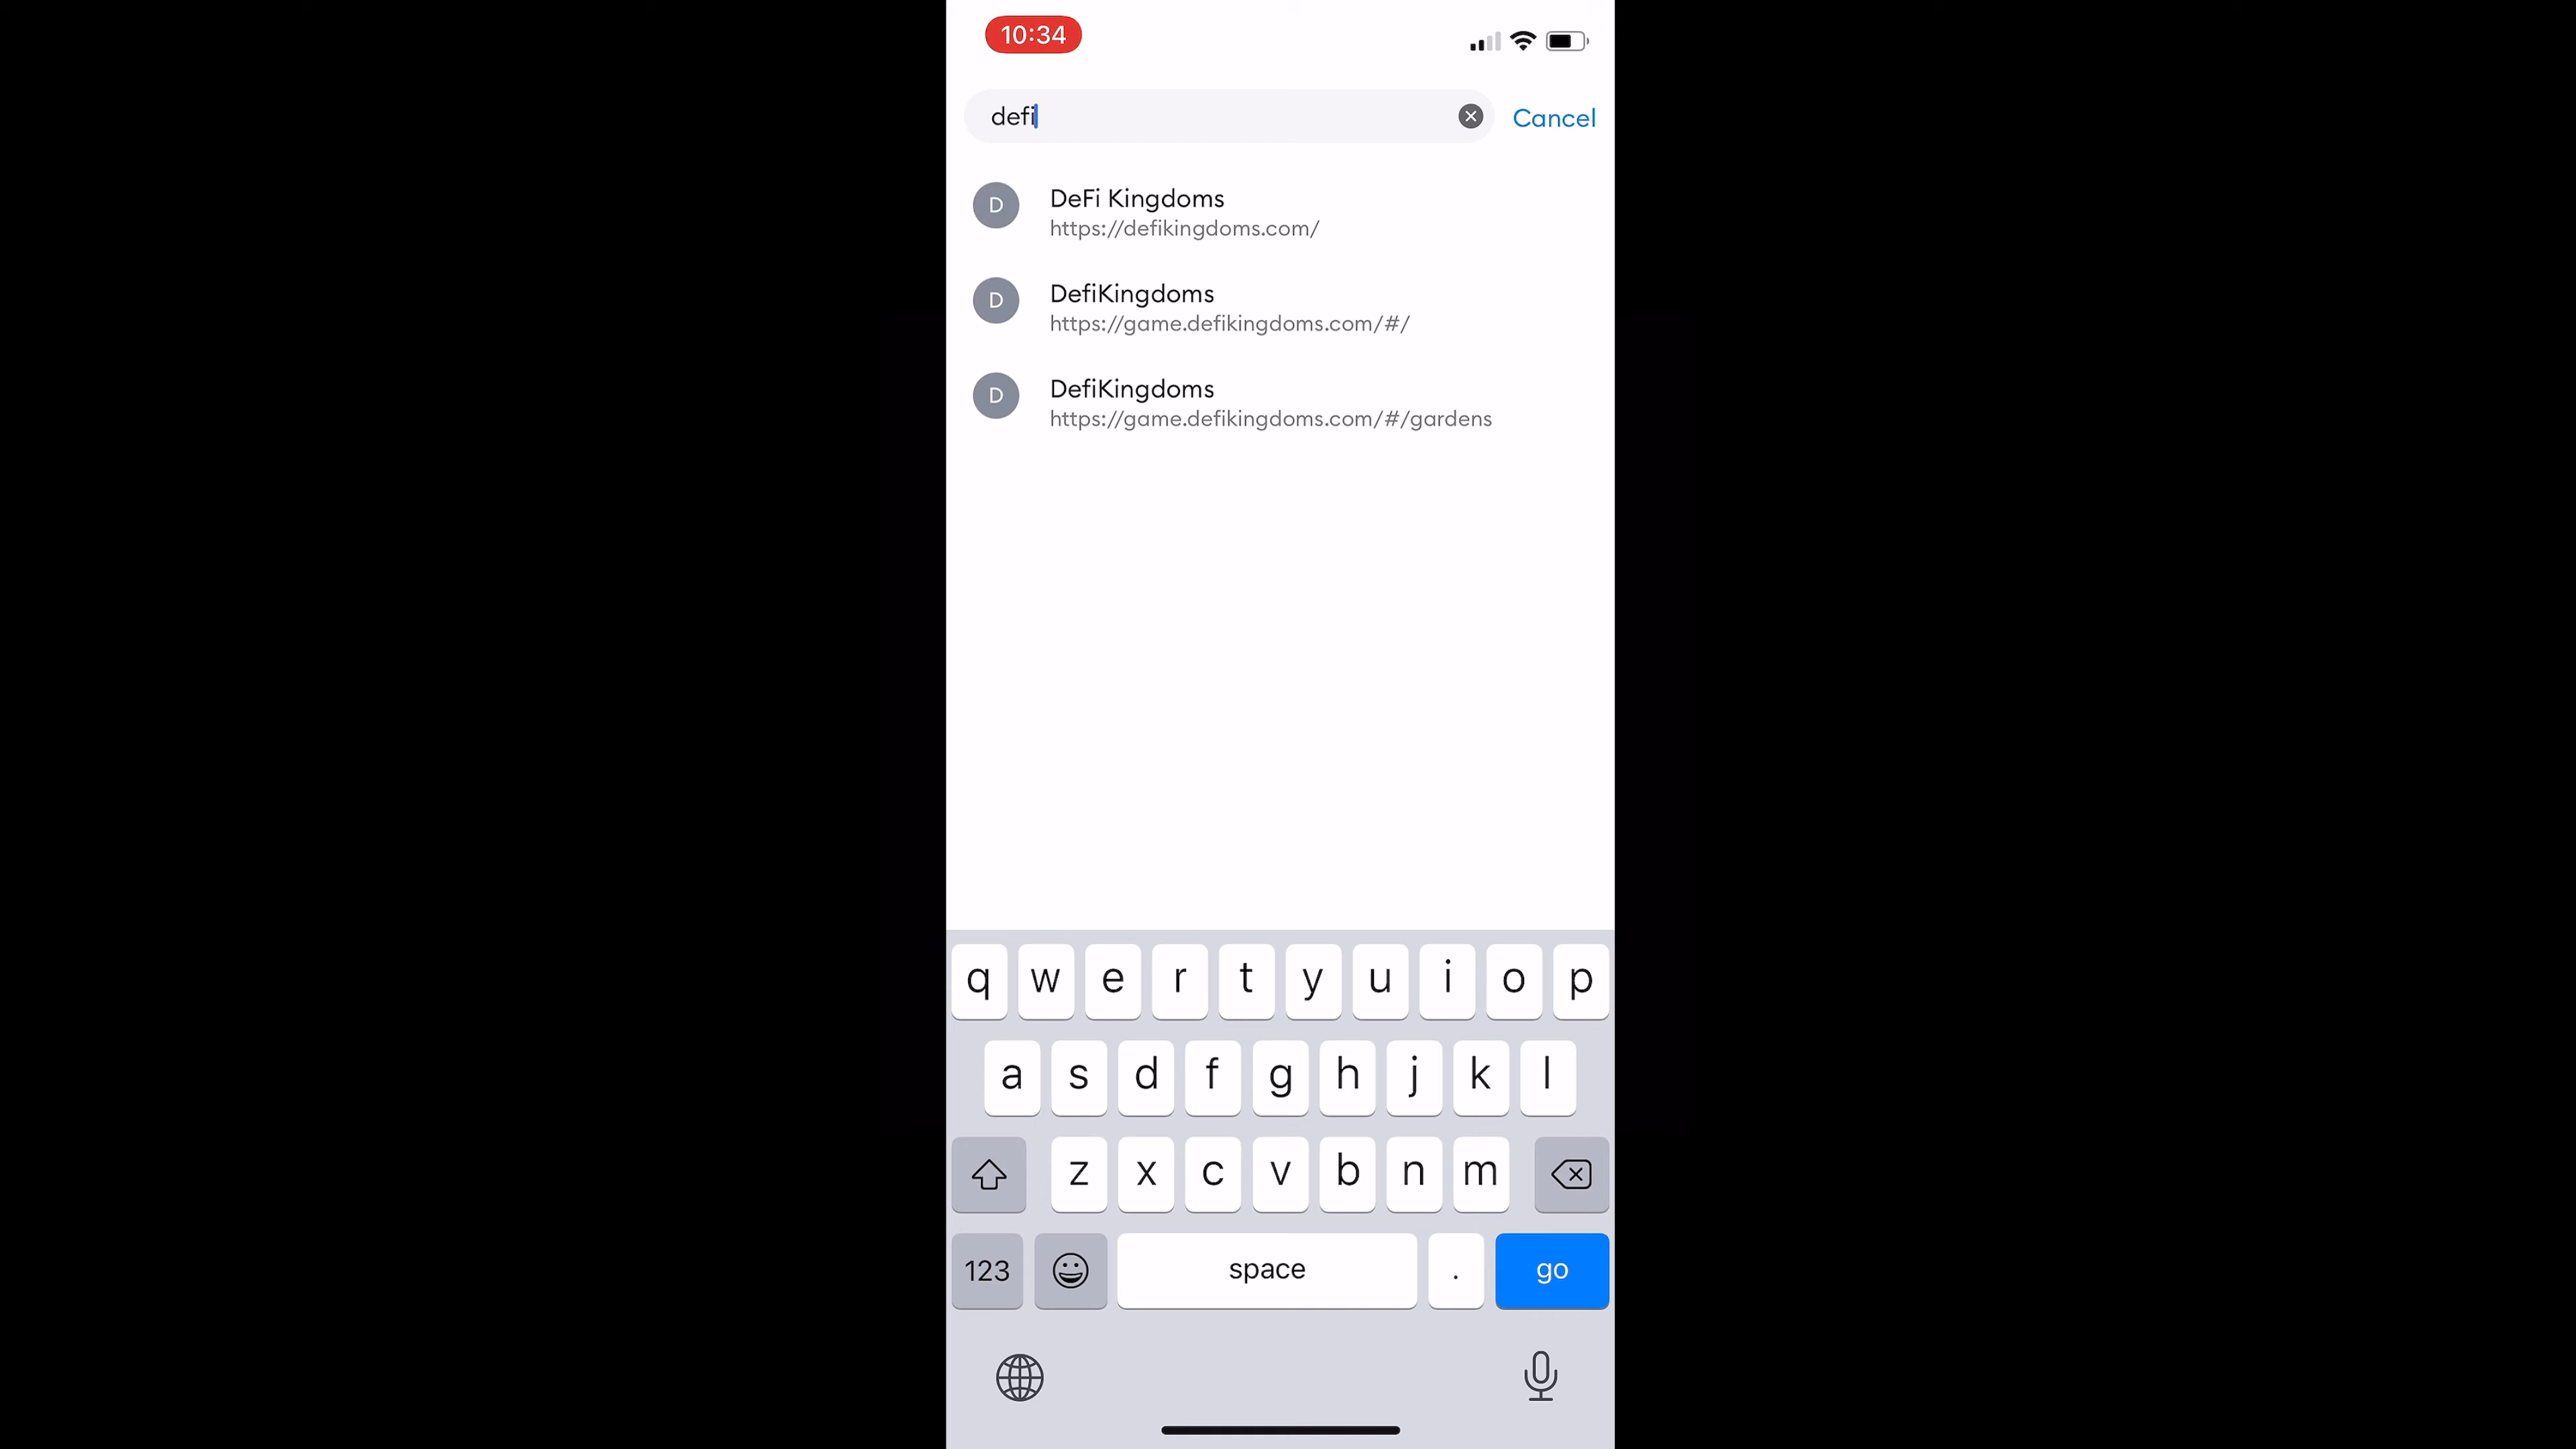 10:34
defi
Cancel
D
DeFi Kingdoms
https://defikingdoms.com/
D
DefiKingdoms
https://game.defikingdoms.com/#/
D
DefiKingdoms
https://game.defikingdoms.com/#/gardens
q w e r t y u i o p
a s d f g h j k l
z x c v b n m
123 space . go